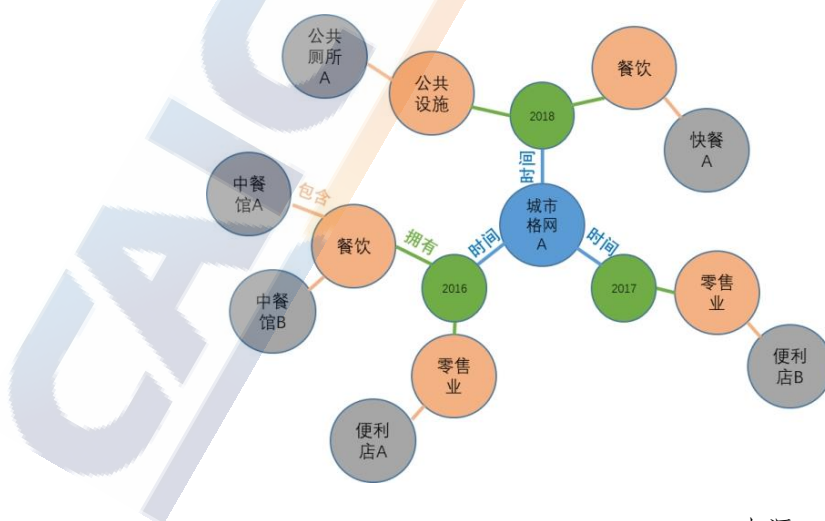 公共
厕所
A
公共
设施
2018
餐饮
快餐
A
时间
城市
格网
A
中餐
馆A
包含
餐饮
拥有
时间
时间
2016
2017
零售
业
中餐
馆B
零售
业
便利
店B
便利
店A
CAIC